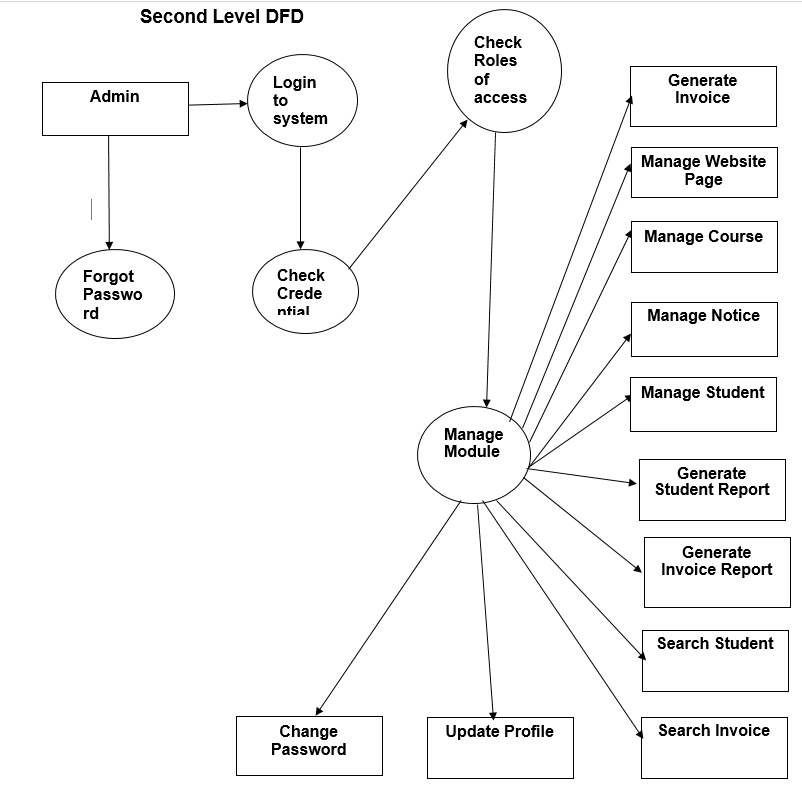 Second Level DFD
Admin
Login
to
system
Check
Roles
of
access
Forgot
Passwo
rd
Check
Crede
ntial
Manage
Module
Generate
Invoice
Manage Website
Page
Manage Course
Manage Notice
Manage Student
Generate
Student Report
Generate
Invoice Report
Search Student
Search Invoice
Change
Password
Update Profile